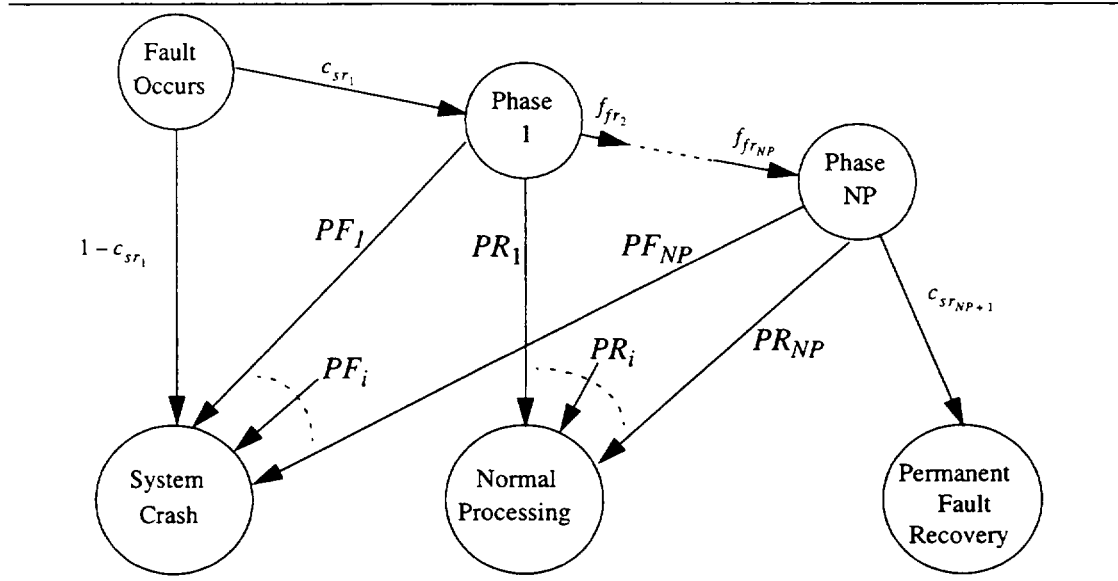 Fault
Occurs
c_{sr_1}
Phase
1
f_{fr_2}
f_{fr_{NP}}
Phase
NP
1 − c_{sr_1}
PF_1
PR_1
PF_{NP}
c_{sr_{NP+1}}
PR_{NP}
PF_i
PR_i
System
Crash
Normal
Processing
Permanent
Fault
Recovery